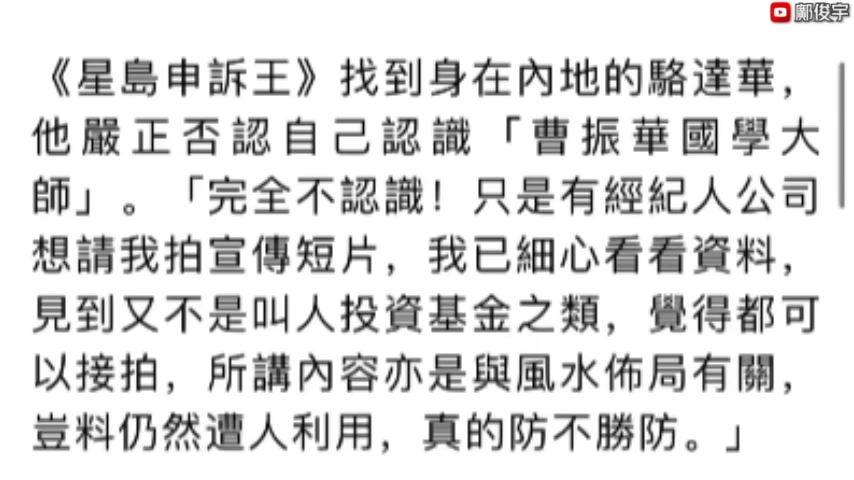 鄺俊宇
《星島申訴王》找到身在內地的駱達華，
他嚴正否認自己認識「曹振華國學大
師」。「完全不認識！只是有經紀人公司
想請我拍宣傳短片，我已細心看看資料，
見到又不是叫人投資基金之類，覺得都可
以接拍，所講內容亦是與風水佈局有關，
豈料仍然遭人利用，真的防不勝防。」